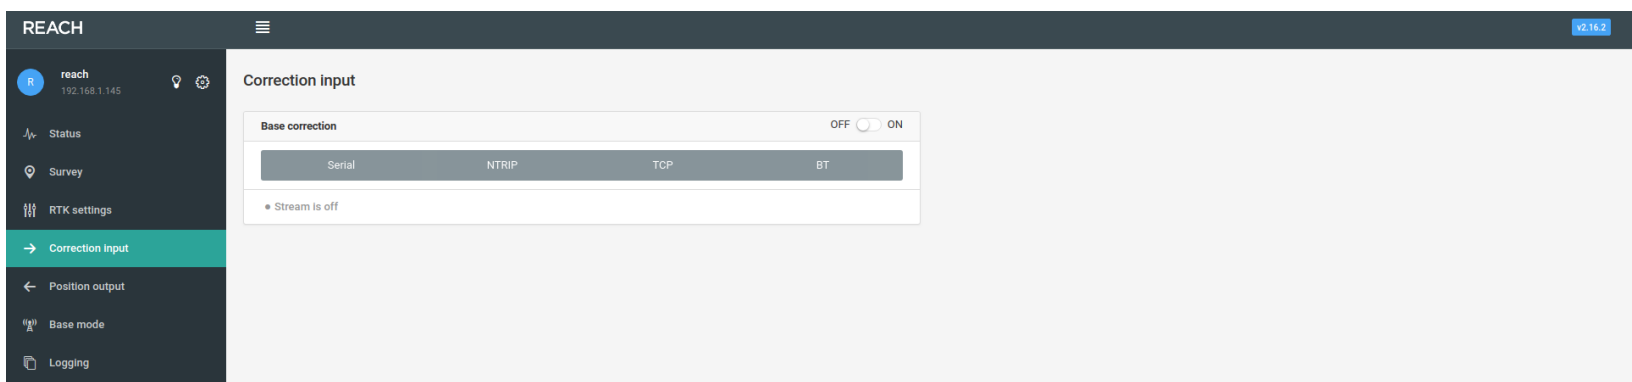 REACH
v2.16.2
R
reach
192.168.1.145
Status
Survey
RTK settings
Correction input
Position output
Base mode
Logging
Correction input
Base correction OFF ON
Serial NTRIP TCP BT
Stream is off